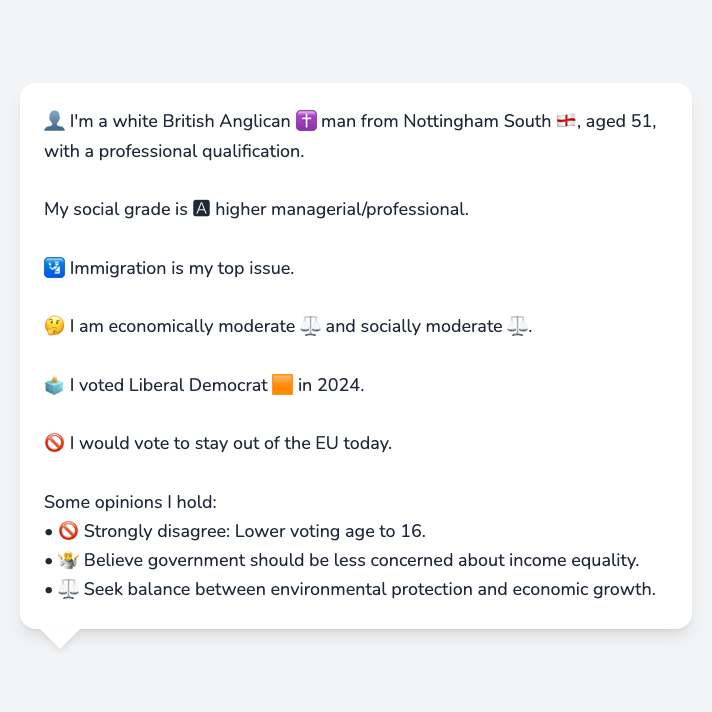 👤 I'm a white British Anglican ✝️ man from Nottingham South 🏴󠁧󠁢󠁥󠁮󠁧󠁿, aged 51,
with a professional qualification.
My social grade is 🅰 higher managerial/professional.
🛂 Immigration is my top issue.
🤔 I am economically moderate ⚖️ and socially moderate ⚖️.
🗳️ I voted Liberal Democrat 🟧 in 2024.
🚫 I would vote to stay out of the EU today.
Some opinions I hold:
• 🚫 Strongly disagree: Lower voting age to 16.
• 🤷 Believe government should be less concerned about income equality.
• ⚖️ Seek balance between environmental protection and economic growth.